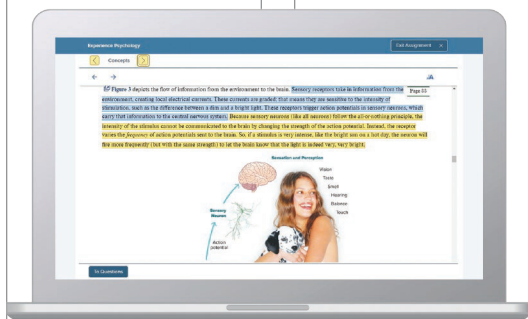 Experience Psychology
Exit Assignment ×
< Concepts >
← →
AA
Figure 3 depicts the flow of information from the environment to the brain. Sensory receptors take in information from the
Page 83
environment, creating local electrical currents. These currents are graded; that means they are sensitive to the intensity of
stimulation, such as the difference between a dim and a bright light. These receptors trigger action potentials in sensory neurons, which
carry that information to the central nervous system. Because sensory neurons (like all neurons) follow the all-or-nothing principle, the
intensity of the stimulus cannot be communicated to the brain by changing the strength of the action potential. Instead, the receptor
varies the frequency of action potentials sent to the brain. So, if a stimulus is very intense, like the bright sun on a hot day, the neuron will
fire more frequently (but with the same strength) to let the brain know that the light is indeed very, very bright.
Sensation and Perception
Vision
Taste
Smell
Hearing
Balance
Touch
Sensory
Neuron
Action
potential
To Questions